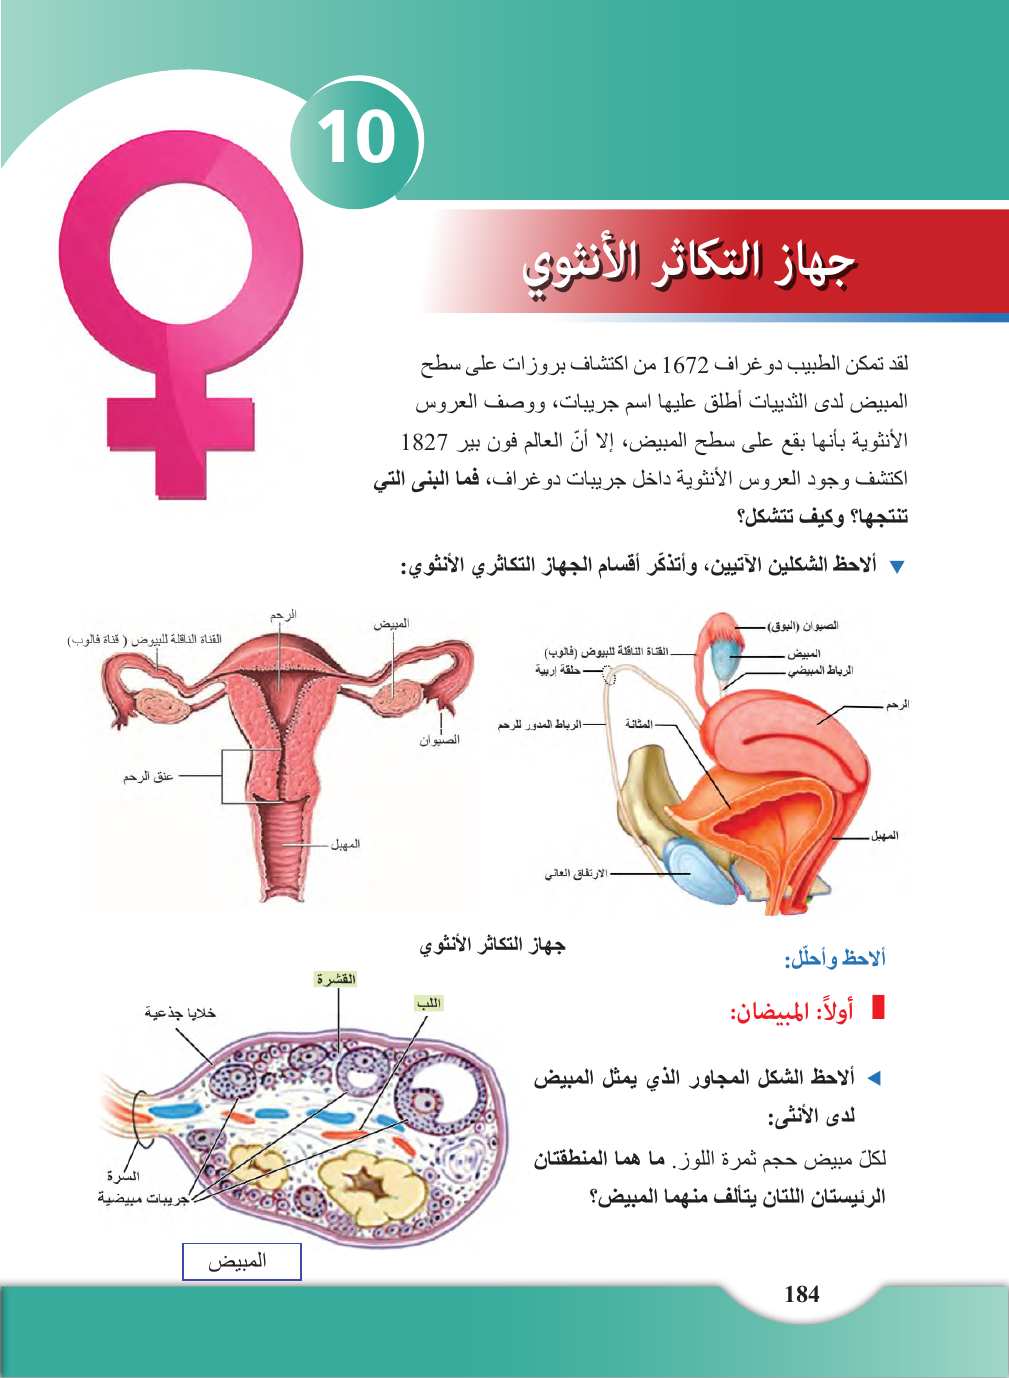 10
جهاز التكاثر الأنثوي
لقد تمكن الطبيب دوغراف 1672 من اكتشاف بروزات على سطح
المبيض لدى الثدييات أطلق عليها اسم جريبات، ووصف العروس
الأنثوية بأنها بقع على سطح المبيض، إلا أنّ العالم فون بير 1827
اكتشف وجود العروس الأنثوية داخل جريبات دوغراف، فما البنى التي
تنتجها؟ وكيف تتشكل؟
ألاحظ الشكلين الآتيين، وأتذكّر أقسام الجهاز التكاثري الأنثوي:
الصيوان (البوق)
القناة الناقلة للبيوض (فالوب)
المبيض
حلقة إربية
الرباط المبيضي
الرحم
الرباط المدور للرحم
المثانة
المهبل
الارتفاق العاني
الرحم
المبيض
القناة الناقلة للبيوض ( قناة فالوب)
الصيوان
عنق الرحم
المهبل
جهاز التكاثر الأنثوي
ألاحظ وأحلّل:
أولاً: المبيضان:
ألاحظ الشكل المجاور الذي يمثل المبيض
لدى الأنثى:
لكلّ مبيض حجم ثمرة اللوز. ما هما المنطقتان
الرئيستان اللتان يتألف منهما المبيض؟
القشرة
اللب
خلايا جذعية
السرة
جريبات مبيضية
المبيض
184